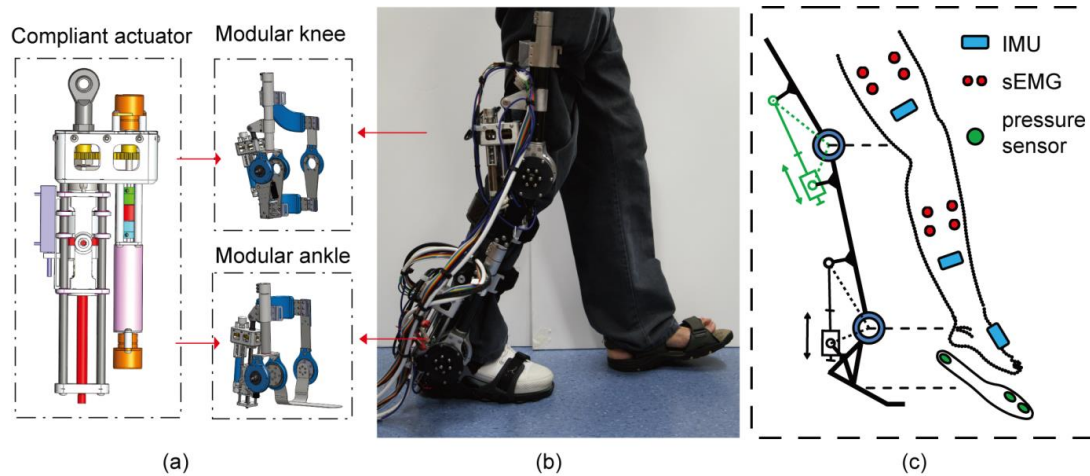 Compliant actuator
Modular knee
Modular ankle
IMU
sEMG
pressure
sensor
(a)
(b)
(c)